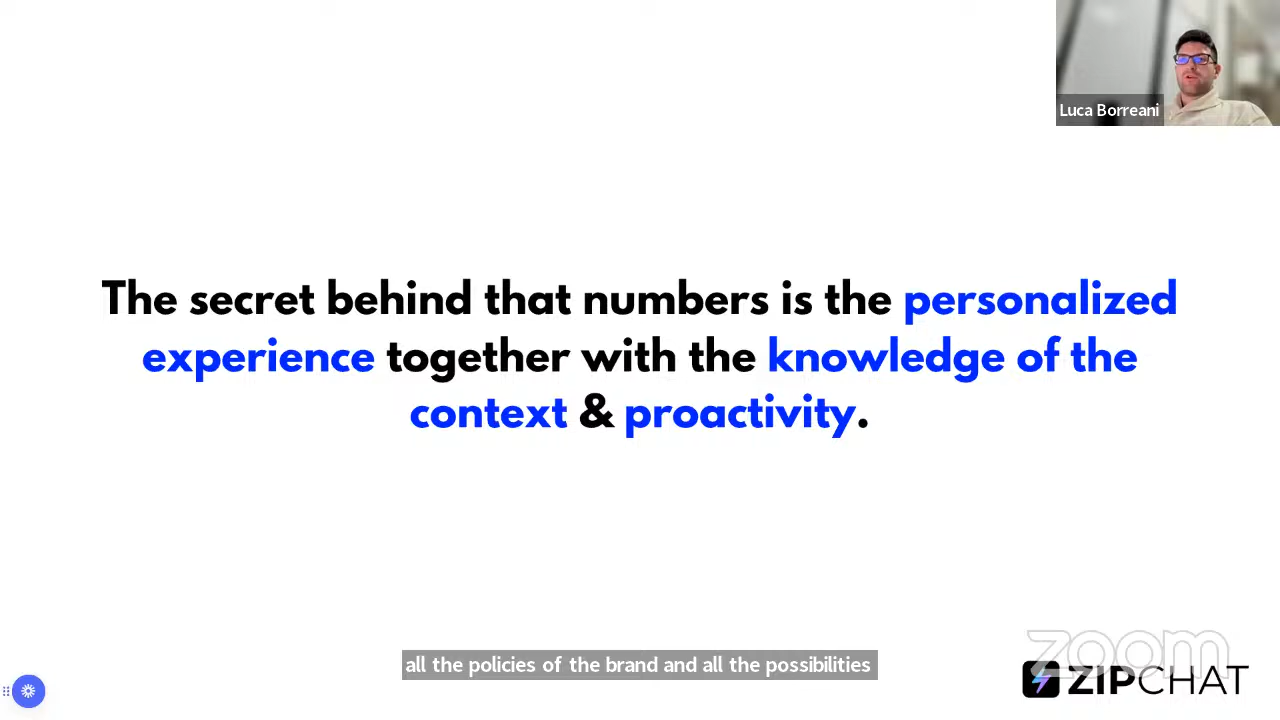 Luca Borreani
The secret behind that numbers is the personalized
experience together with the knowledge of the
context & proactivity.
all the policies of the brand and all the possibilities
zoom
ZIPCHAT